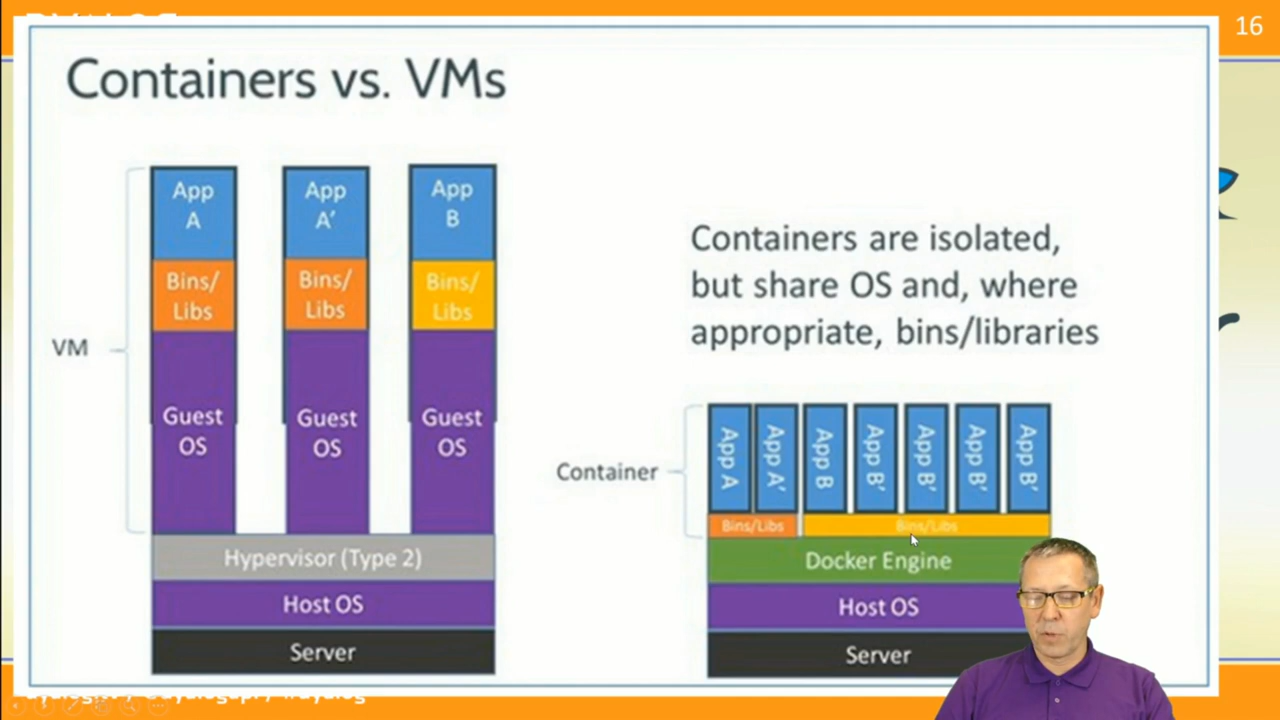 16
Containers vs. VMs
App
A
App
A’
App
B
Bins/
Libs
Bins/
Libs
Bins/
Libs
VM
Guest
OS
Guest
OS
Guest
OS
Hypervisor (Type 2)
Host OS
Server
Containers are isolated,
but share OS and, where
appropriate, bins/libraries
Container
App A
App A’
App B
App B’
App B’
App B’
App B’
Bins/Libs
Bins/Libs
Docker Engine
Host OS
Server